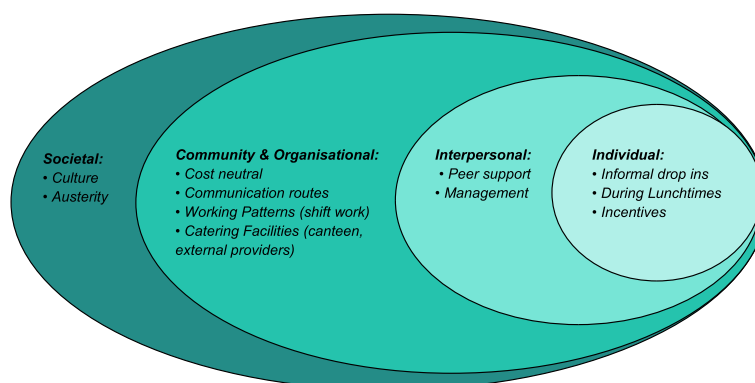 Societal:
• Culture
• Austerity
Community & Organisational:
• Cost neutral
• Communication routes
• Working Patterns (shift work)
• Catering Facilities (canteen,
external providers)
Interpersonal:
• Peer support
• Management
Individual:
• Informal drop ins
• During Lunchtimes
• Incentives